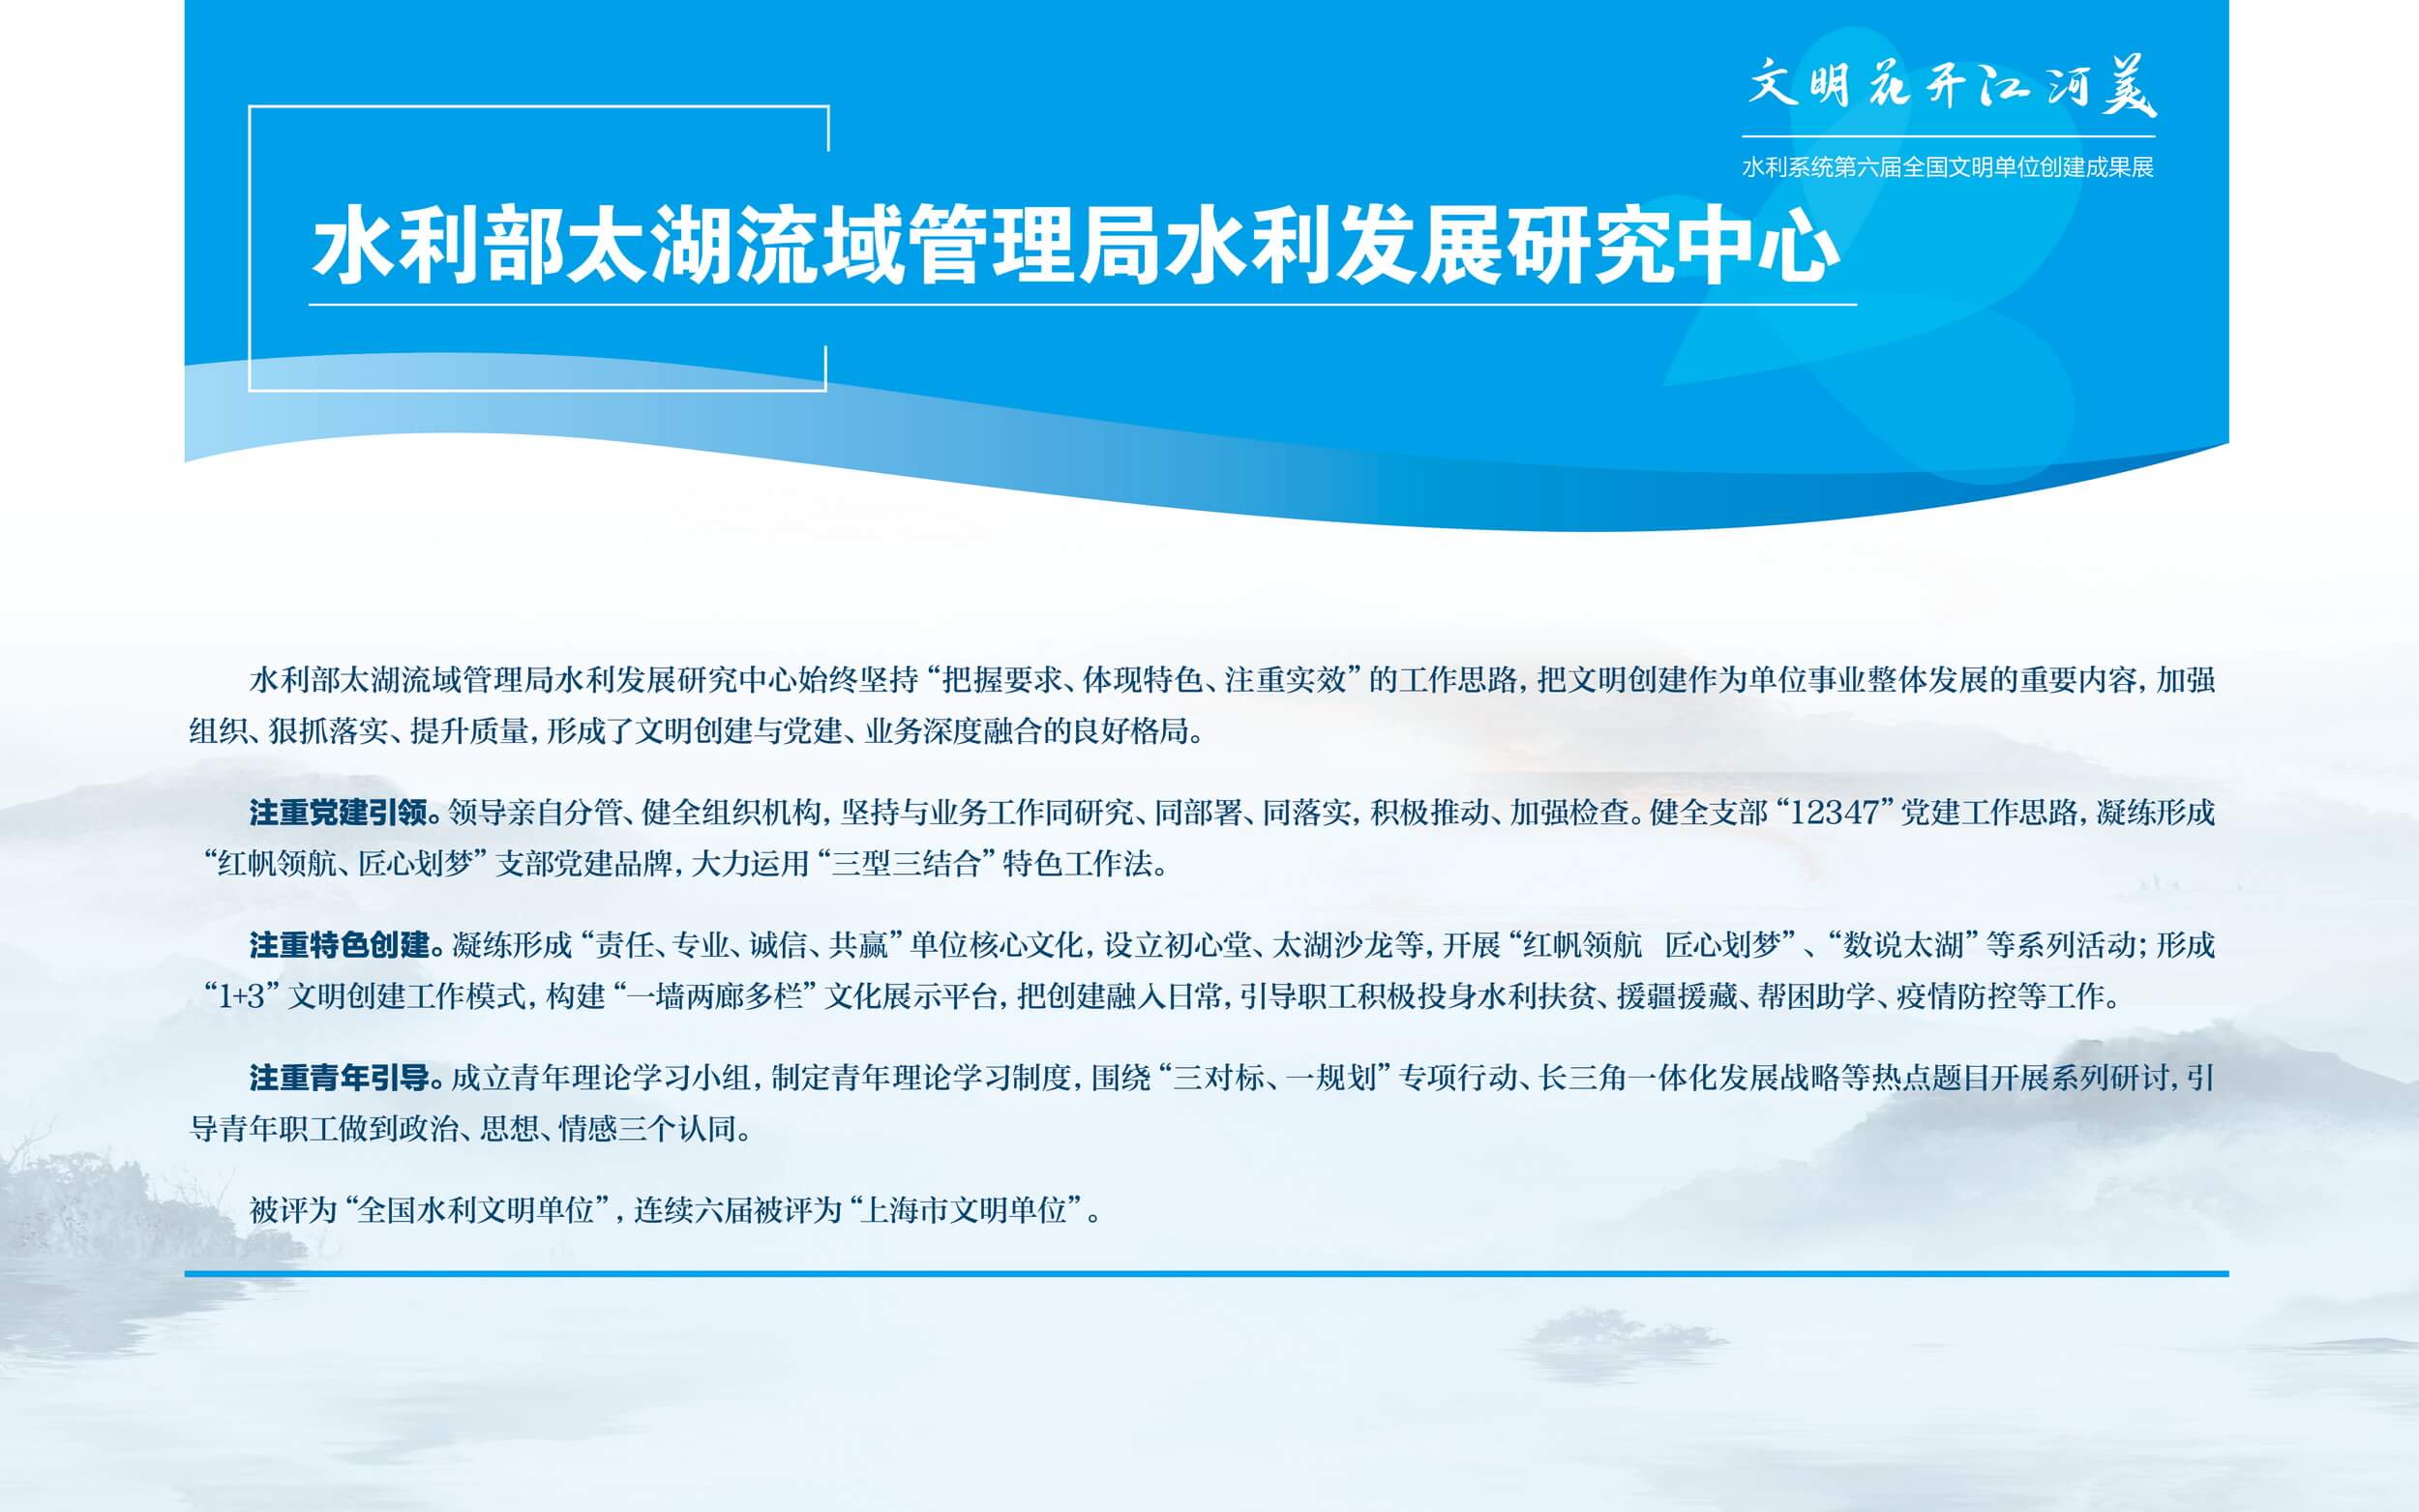 文明花开江河美
水利系统第六届全国文明单位创建成果展
水利部太湖流域管理局水利发展研究中心
水利部太湖流域管理局水利发展研究中心始终坚持“把握要求、体现特色、注重实效”的工作思路，把文明创建作为单位事业整体发展的重要内容，加强
组织、狠抓落实、提升质量，形成了文明创建与党建、业务深度融合的良好格局。
注重党建引领。领导亲自分管、健全组织机构，坚持与业务工作同研究、同部署、同落实，积极推动、加强检查。健全支部“12347”党建工作思路，凝练形成
“红帆领航、匠心划梦”支部党建品牌，大力运用“三型三结合”特色工作法。
注重特色创建。凝练形成“责任、专业、诚信、共赢”单位核心文化，设立初心堂、太湖沙龙等，开展“红帆领航 匠心划梦”、“数说太湖”等系列活动；形成
“1+3”文明创建工作模式，构建“一墙两廊多栏”文化展示平台，把创建融入日常，引导职工积极投身水利扶贫、援疆援藏、帮困助学、疫情防控等工作。
注重青年引导。成立青年理论学习小组，制定青年理论学习制度，围绕“三对标、一规划”专项行动、长三角一体化发展战略等热点题目开展系列研讨，引
导青年职工做到政治、思想、情感三个认同。
被评为“全国水利文明单位”，连续六届被评为“上海市文明单位”。